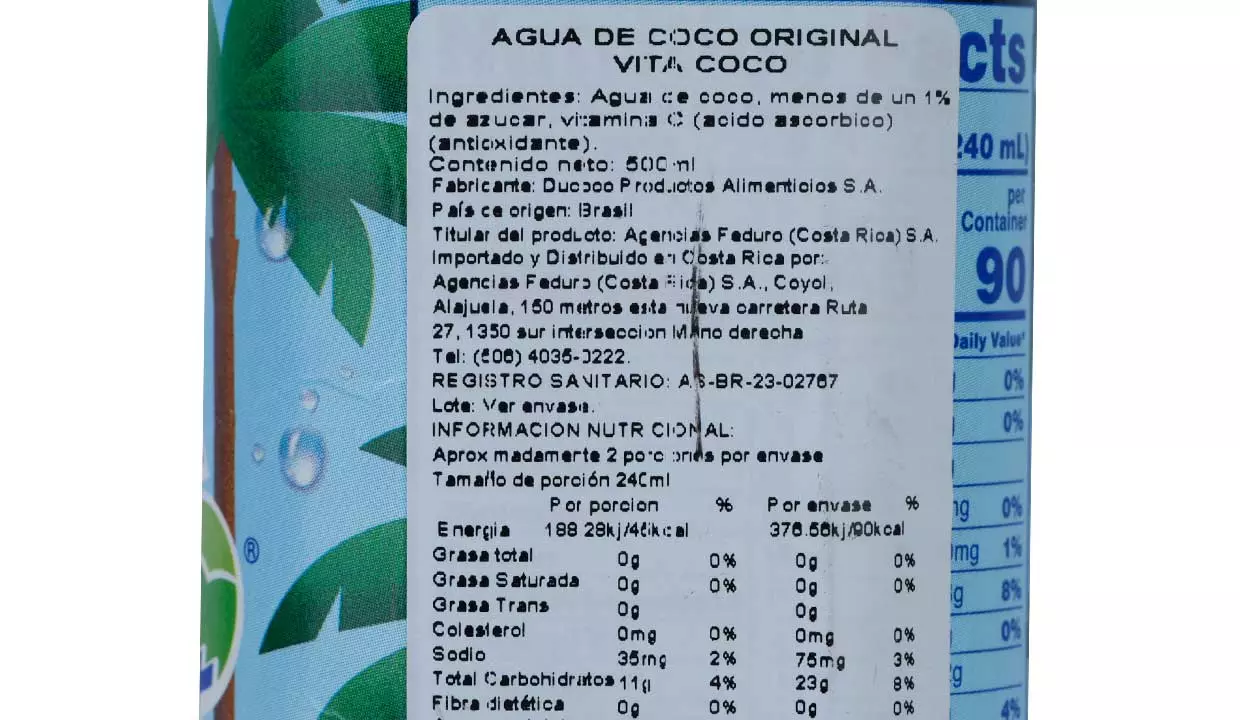 AGUA DE COCO ORIGINAL
VITA COCO
Ingredientes: Agua de coco, menos de un 1%
de azucar, vitamina C (acido ascorbico)
(antioxidante).
Contenido neto: 500 ml
Fabricante: Ducoco Productos Alimenticios S.A.
País de origen: Brasil
Titular del producto: Agencias Feduro (Costa Rica) S.A.
Importado y Distribuido en Costa Rica por:
Agencias Feduro (Costa Rica) S.A., Coyol,
Alajuela, 150 metros este nueva carretera Ruta
27, 1350 sur interseccion Mano derecha
Tel: (506) 4035-0222.
REGISTRO SANITARIO: AS-BR-23-02767
Lote: Ver envase.
INFORMACION NUTRICIONAL:
Aproximadamente 2 porciones por envase
Tamaño de porción 240ml
Por porcion % Por envase %
Energia 188.28kj/45kcal 376.56kj/90kcal
Grasa total 0g 0% 0g 0%
Grasa Saturada 0g 0% 0g 0%
Grasa Trans 0g 0g
Colesterol 0mg 0% 0mg 0%
Sodio 35mg 2% 75mg 3%
Total Carbohidratos 11g 4% 23g 8%
Fibra dietética 0g 0% 0g 0%
cts
240 mL)
per
Container
90
Daily Value*
0%
0%
mg 0%
0mg 1%
g 8%
0%
g
4%
®